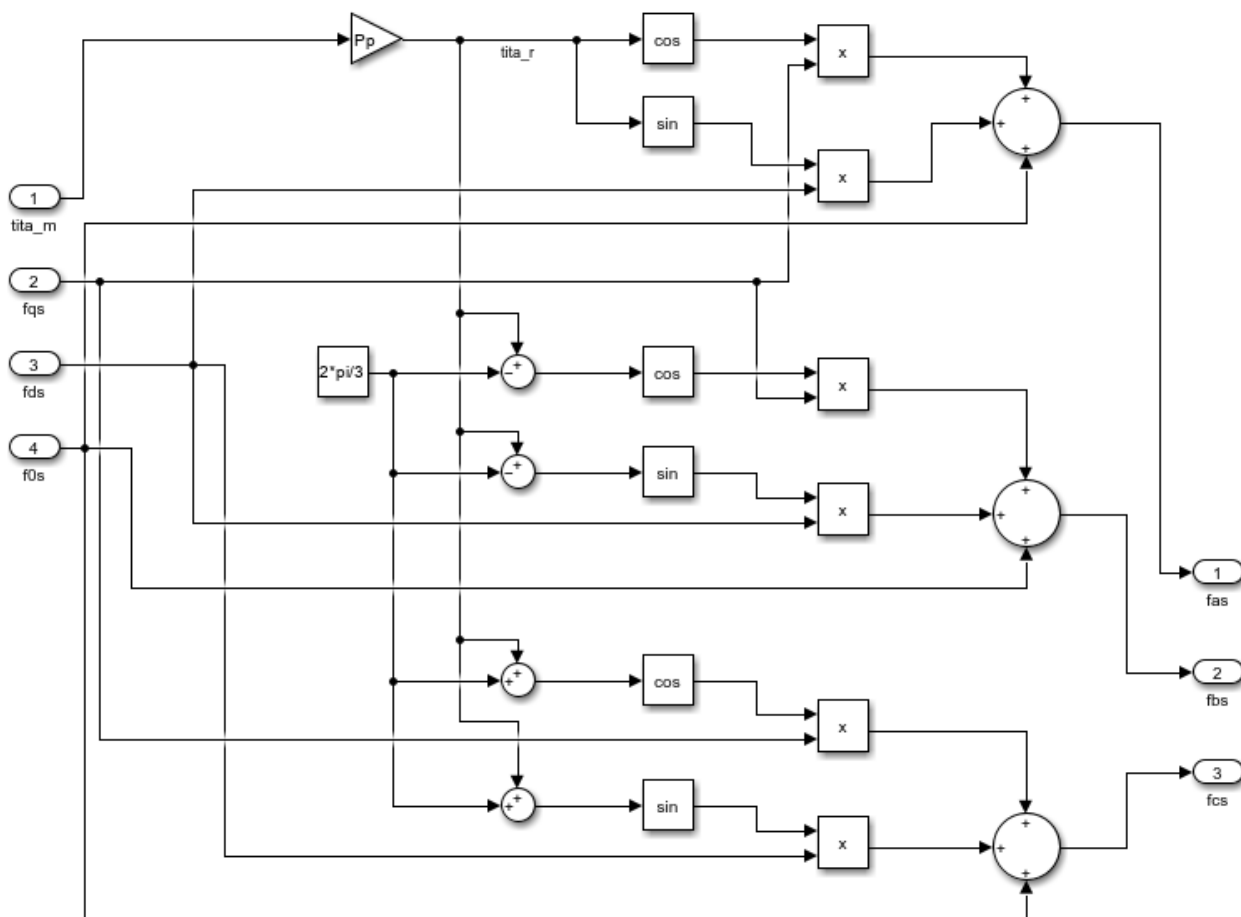 Pp
cos
x
+
tita_r
+
+
sin
x
1
tita_m
2
fqs
2*pi/3
-
+
cos
x
3
fds
-
+
sin
x
4
f0s
+
+
+
1
fas
+
+
cos
x
2
fbs
+
+
sin
x
+
+
+
3
fcs